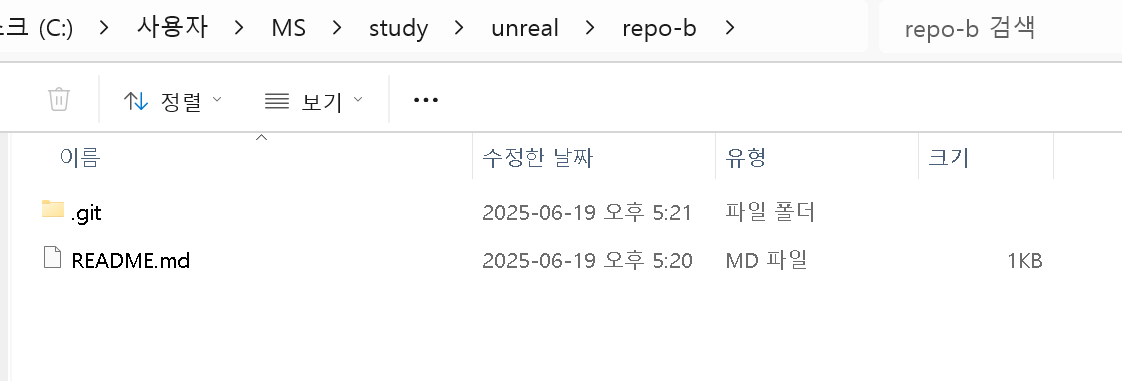 (C:) > 사용자 > MS > study > unreal > repo-b >
repo-b 검색
정렬 보기 •••
이름 수정한 날짜 유형 크기
.git 2025-06-19 오후 5:21 파일 폴더
README.md 2025-06-19 오후 5:20 MD 파일 1KB